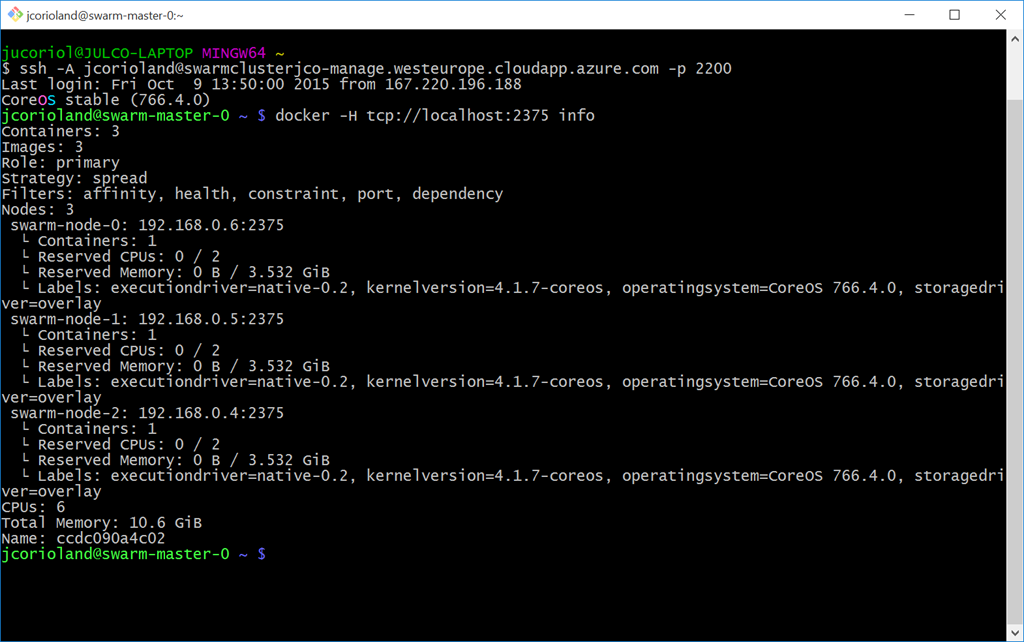 jcorioland@swarm-master-0:~
jucoriol@JULCO-LAPTOP MINGW64 ~
$ ssh -A jcorioland@swarmclusterjco-manage.westeurope.cloudapp.azure.com -p 2200
Last login: Fri Oct  9 13:50:00 2015 from 167.220.196.188
CoreOS stable (766.4.0)
jcorioland@swarm-master-0 ~ $ docker -H tcp://localhost:2375 info
Containers: 3
Images: 3
Role: primary
Strategy: spread
Filters: affinity, health, constraint, port, dependency
Nodes: 3
 swarm-node-0: 192.168.0.6:2375
  └ Containers: 1
  └ Reserved CPUs: 0 / 2
  └ Reserved Memory: 0 B / 3.532 GiB
  └ Labels: executiondriver=native-0.2, kernelversion=4.1.7-coreos, operatingsystem=CoreOS 766.4.0, storagedri
ver=overlay
 swarm-node-1: 192.168.0.5:2375
  └ Containers: 1
  └ Reserved CPUs: 0 / 2
  └ Reserved Memory: 0 B / 3.532 GiB
  └ Labels: executiondriver=native-0.2, kernelversion=4.1.7-coreos, operatingsystem=CoreOS 766.4.0, storagedri
ver=overlay
 swarm-node-2: 192.168.0.4:2375
  └ Containers: 1
  └ Reserved CPUs: 0 / 2
  └ Reserved Memory: 0 B / 3.532 GiB
  └ Labels: executiondriver=native-0.2, kernelversion=4.1.7-coreos, operatingsystem=CoreOS 766.4.0, storagedri
ver=overlay
CPUs: 6
Total Memory: 10.6 GiB
Name: ccdc090a4c02
jcorioland@swarm-master-0 ~ $